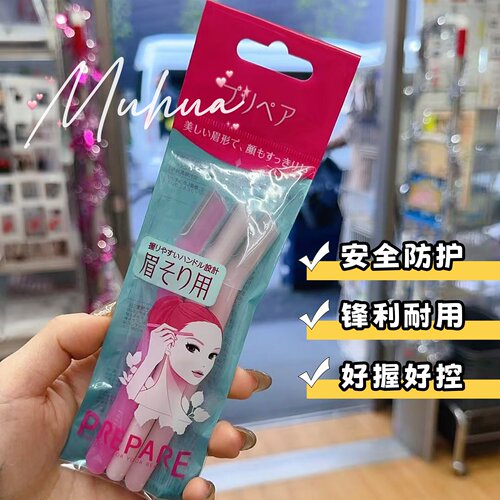 Muhua
プリペア
美しい眉形で、顔もすっきり!
握りやすいハンドル設計
眉そり用
安全防护
锋利耐用
好握好控
PREPARE